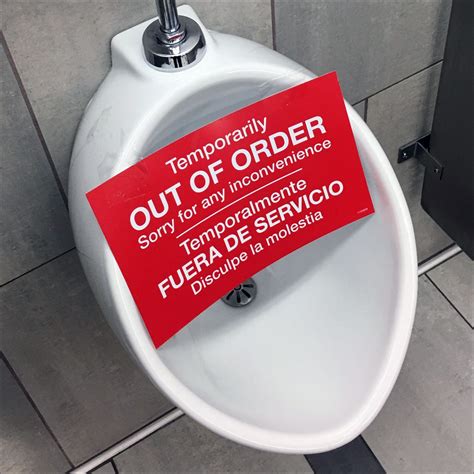 Temporarily
OUT OF ORDER
Sorry for any inconvenience
Temporalmente
FUERA DE SERVICIO
Disculpe la molestia